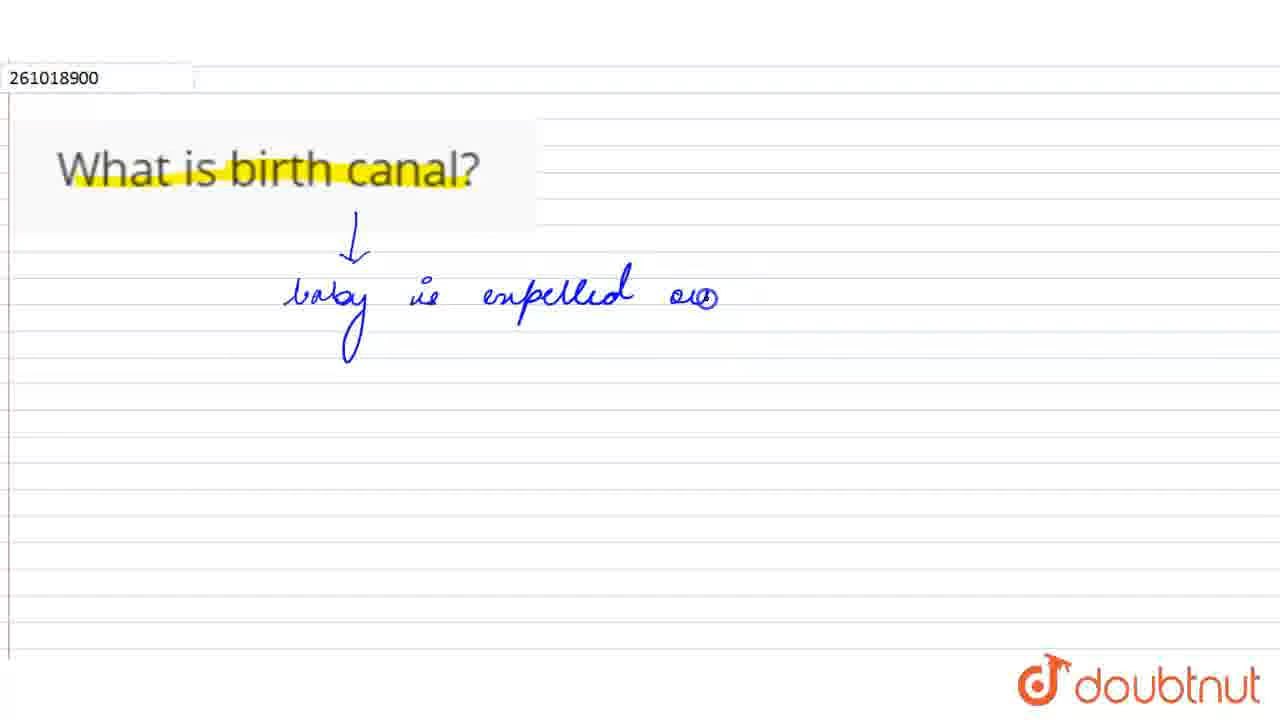 261018900
What is birth canal?
baby is expelled
doubtnut